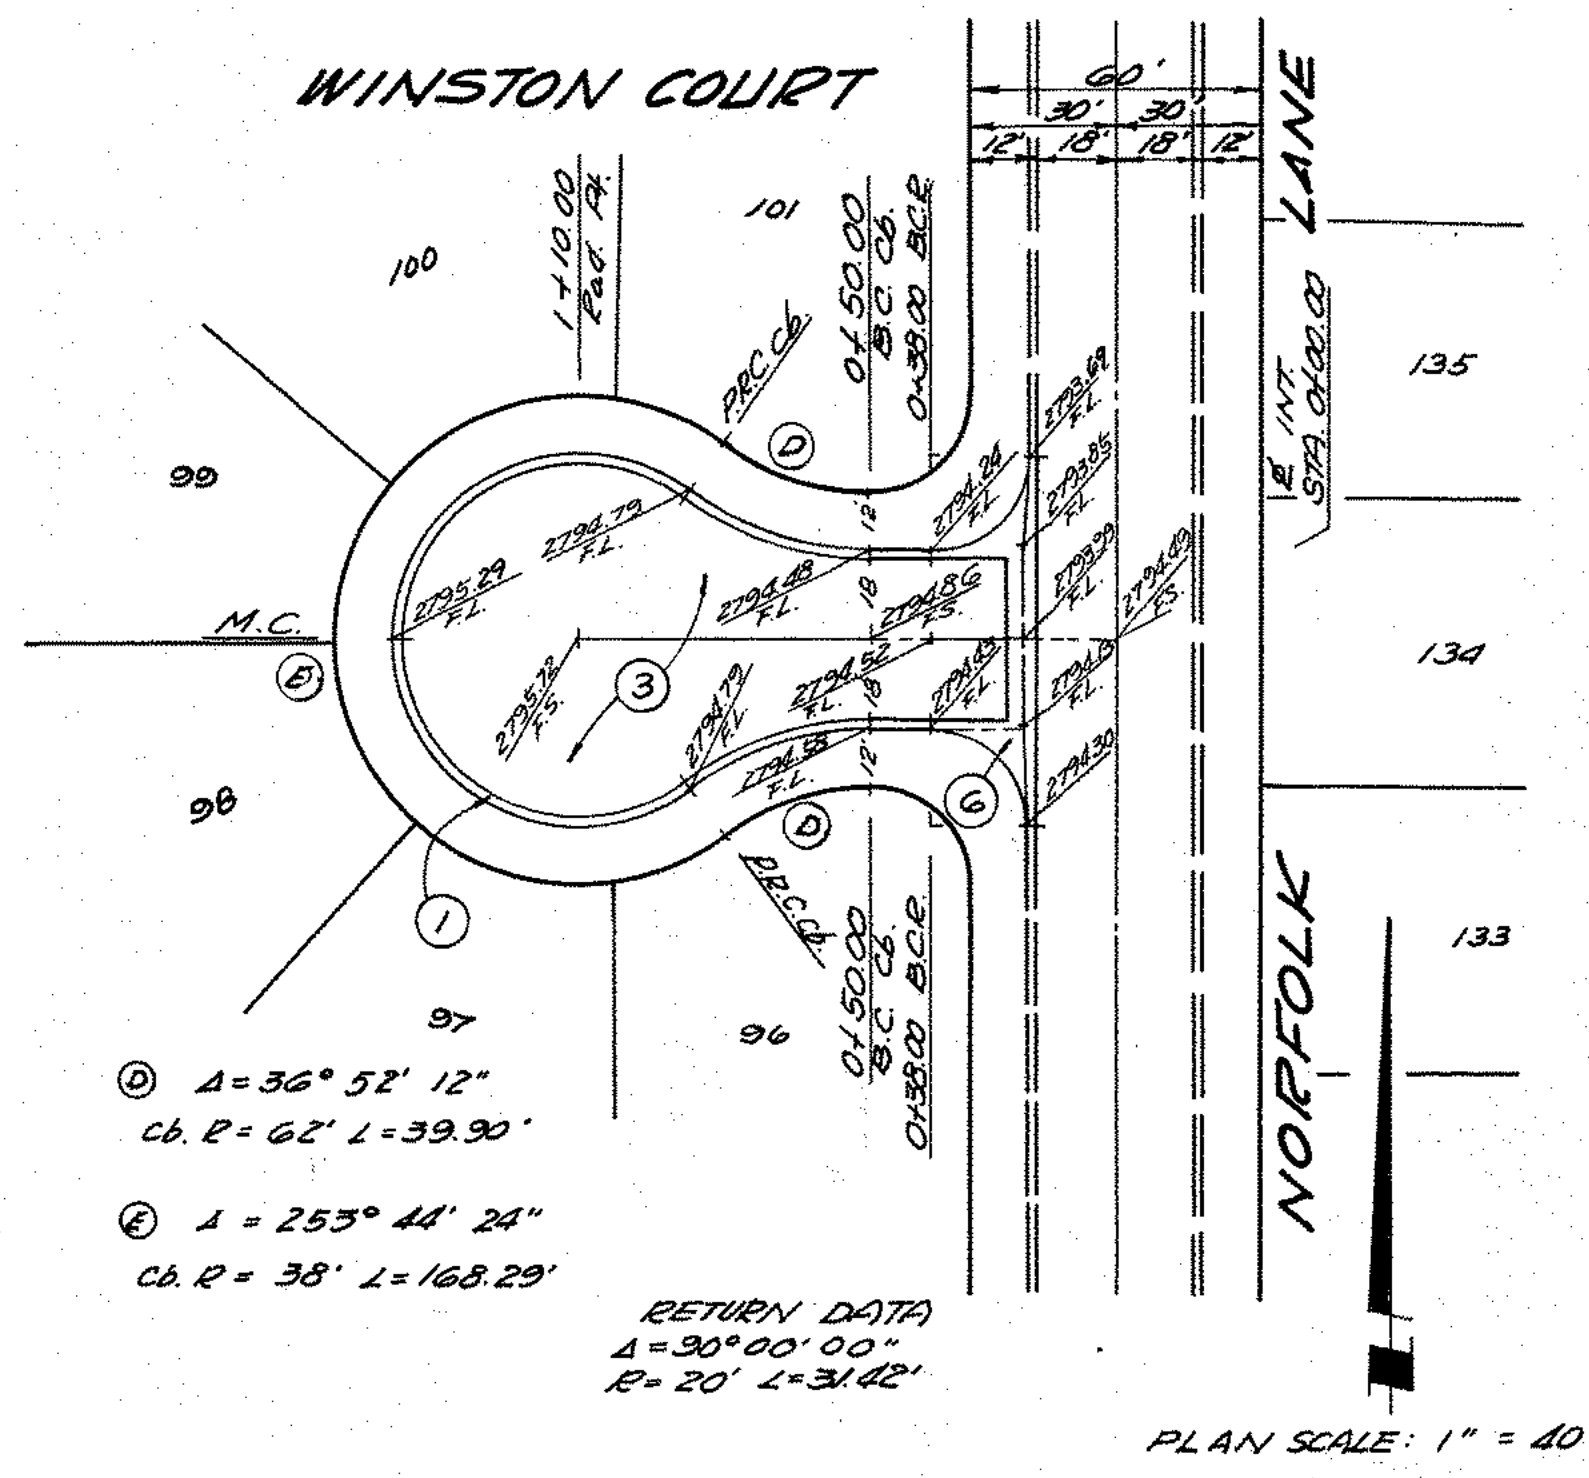 WINSTON COURT
60'
30' 30'
12' 18' 18' 12'
NORFOLK LANE
1+10.00
Rad. Pt.
101
100
0+50.00
B.C. Cb.
0+38.00 B.C.R.
P.R.C. Cb.
D
℄ INT.
STA. 0+00.00
135
99
2793.69
F.L.
2794.24
F.L.
2793.85
F.L.
12'
2794.79
F.L.
2793.99
F.L.
2794.49
F.S.
2795.29
F.L.
2794.48
F.L.
18'
2794.86
F.S.
M.C.
E
134
3
2795.72
F.S.
2794.79
F.L.
2794.52
F.L.
18'
2794.43
F.L.
2794.13
F.L.
2794.58
F.L.
12'
2794.30
6
D
98
1
P.R.C. Cb.
0+50.00
B.C. Cb.
0+38.00 B.C.R.
133
97
96
D Δ = 36° 52' 12"
Cb. R = 62' L = 39.90'
E Δ = 253° 44' 24"
Cb. R = 38' L = 168.29'
RETURN DATA
Δ = 90° 00' 00"
R = 20' L = 31.42'
PLAN SCALE: 1" = 40